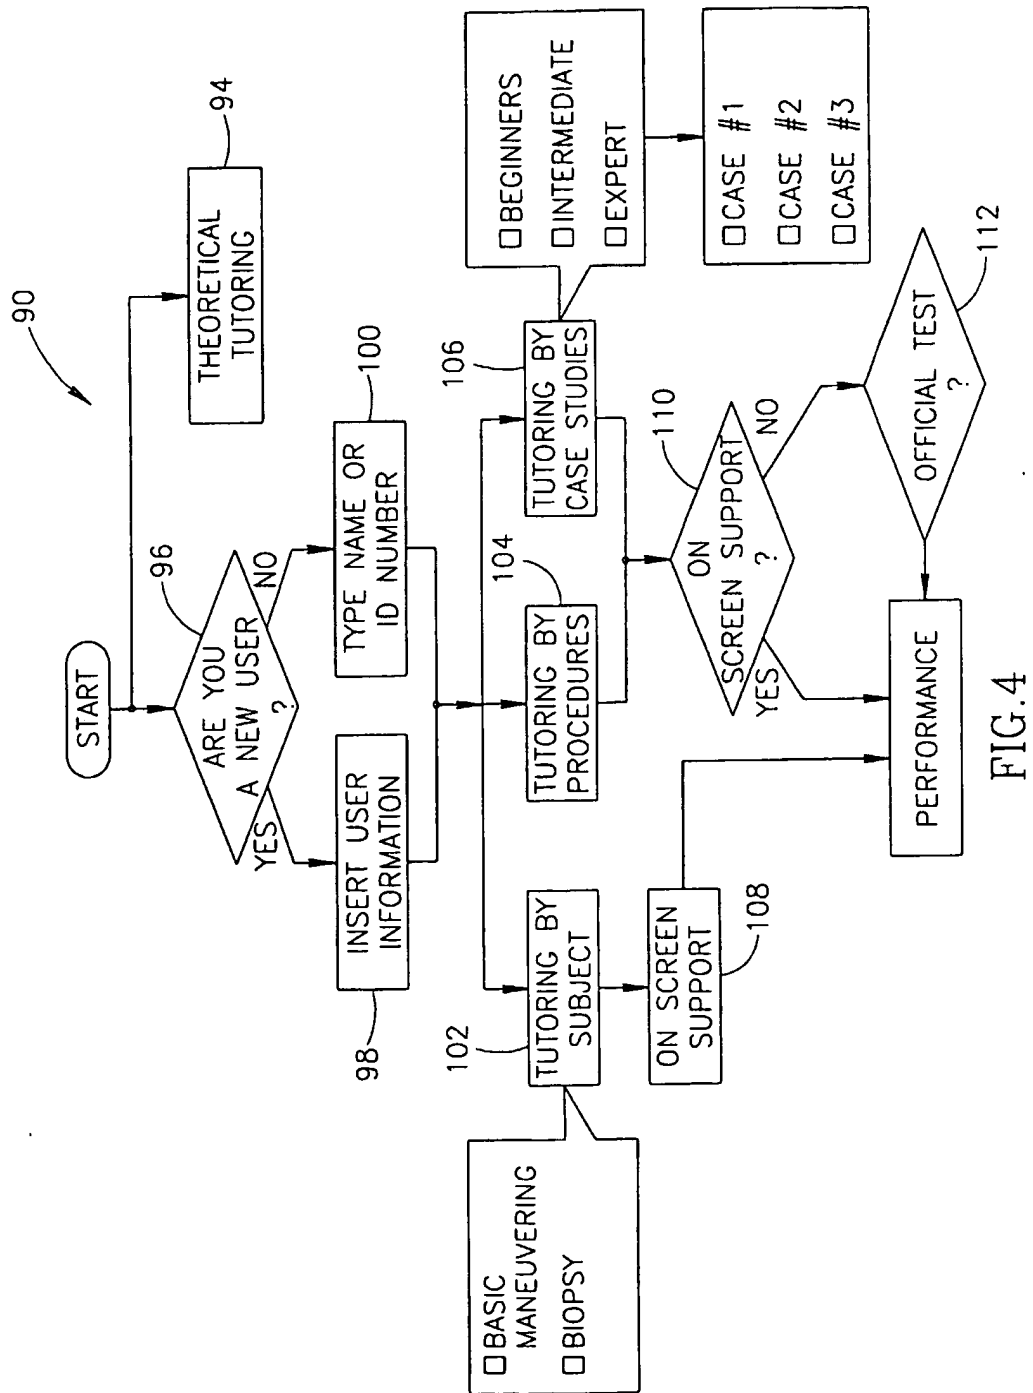 90
START
94
THEORETICAL
TUTORING
96
ARE YOU
A NEW USER
?
YES
NO
98
INSERT USER
INFORMATION
100
TYPE NAME OR
ID NUMBER
102
TUTORING BY
SUBJECT
104
TUTORING BY
PROCEDURES
106
TUTORING BY
CASE STUDIES
BASIC
MANEUVERING
BIOPSY
BEGINNERS
INTERMEDIATE
EXPERT
CASE #1
CASE #2
CASE #3
ON SCREEN
SUPPORT
108
110
ON
SCREEN SUPPORT
?
YES
NO
112
OFFICIAL TEST
?
PERFORMANCE
FIG.4